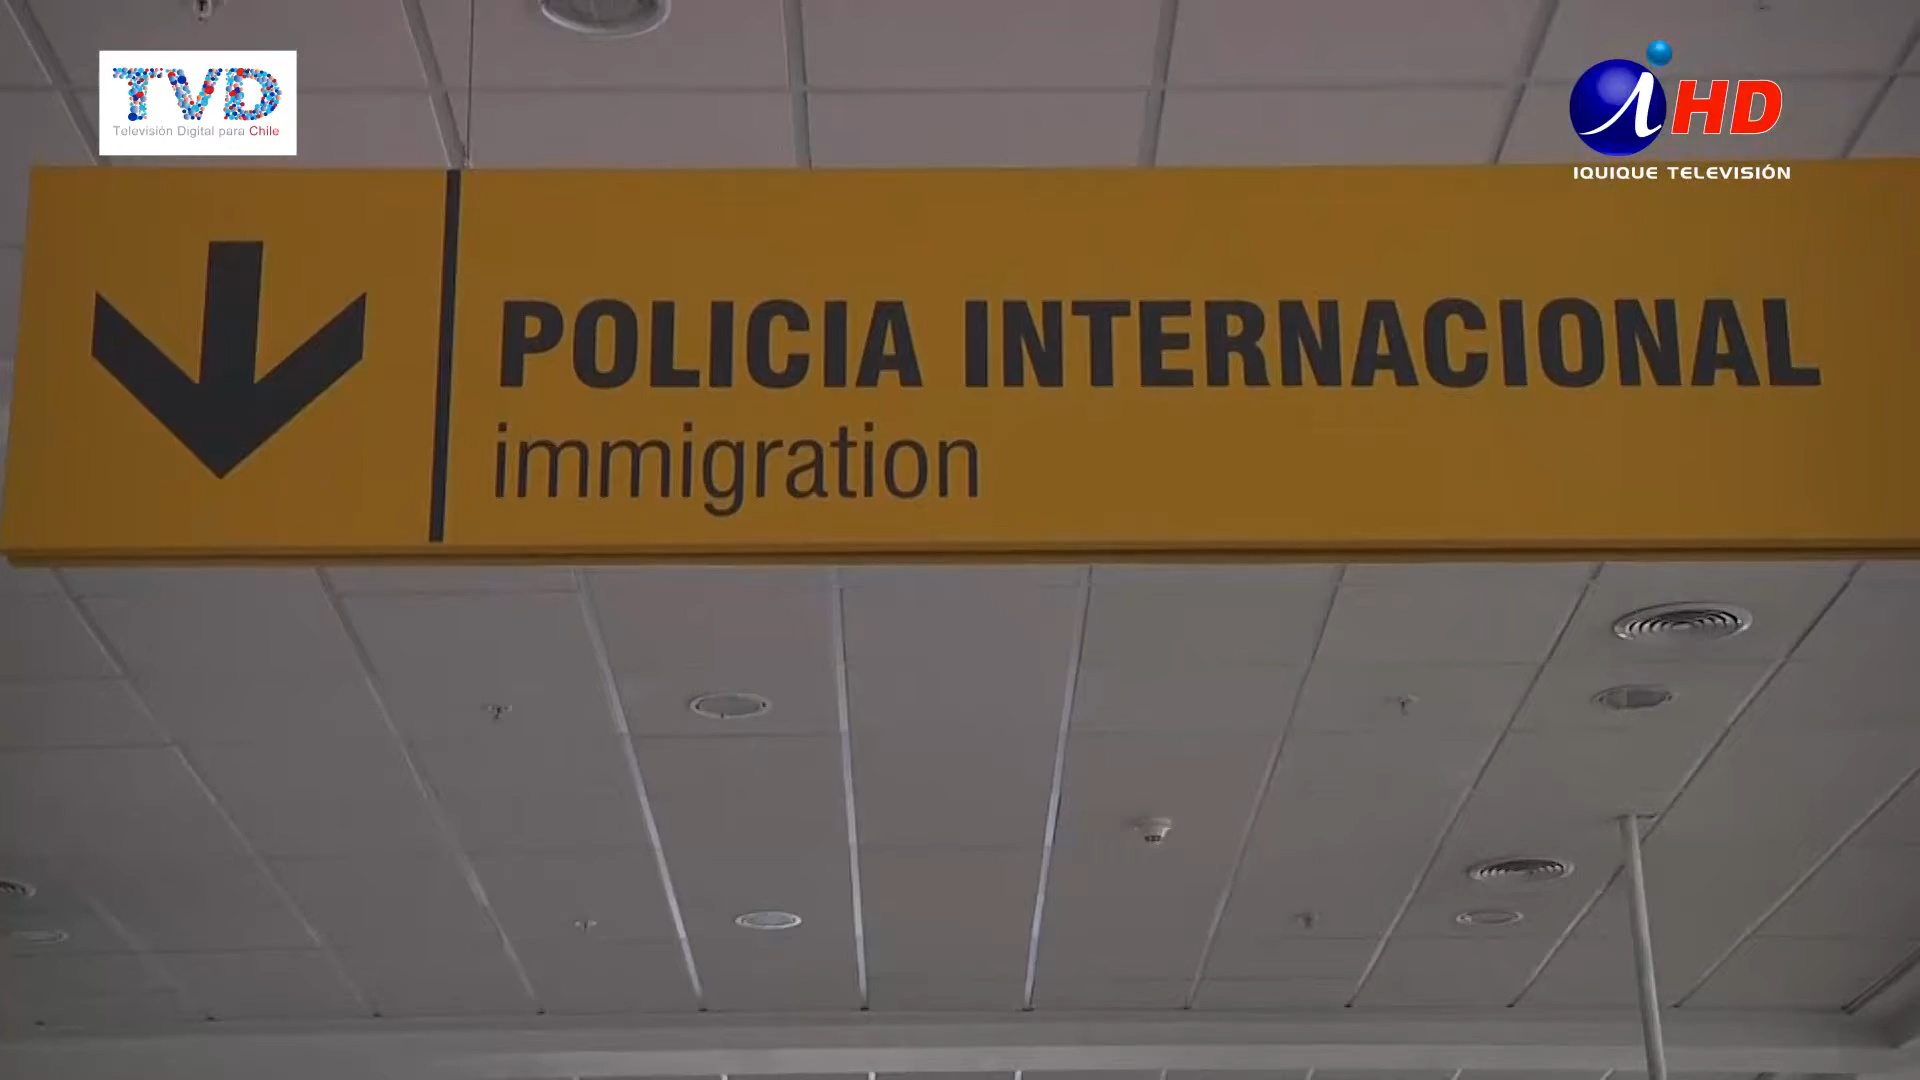 TVD
Televisión Digital para Chile
HD
IQUIQUE TELEVISIÓN
POLICIA INTERNACIONAL
immigration